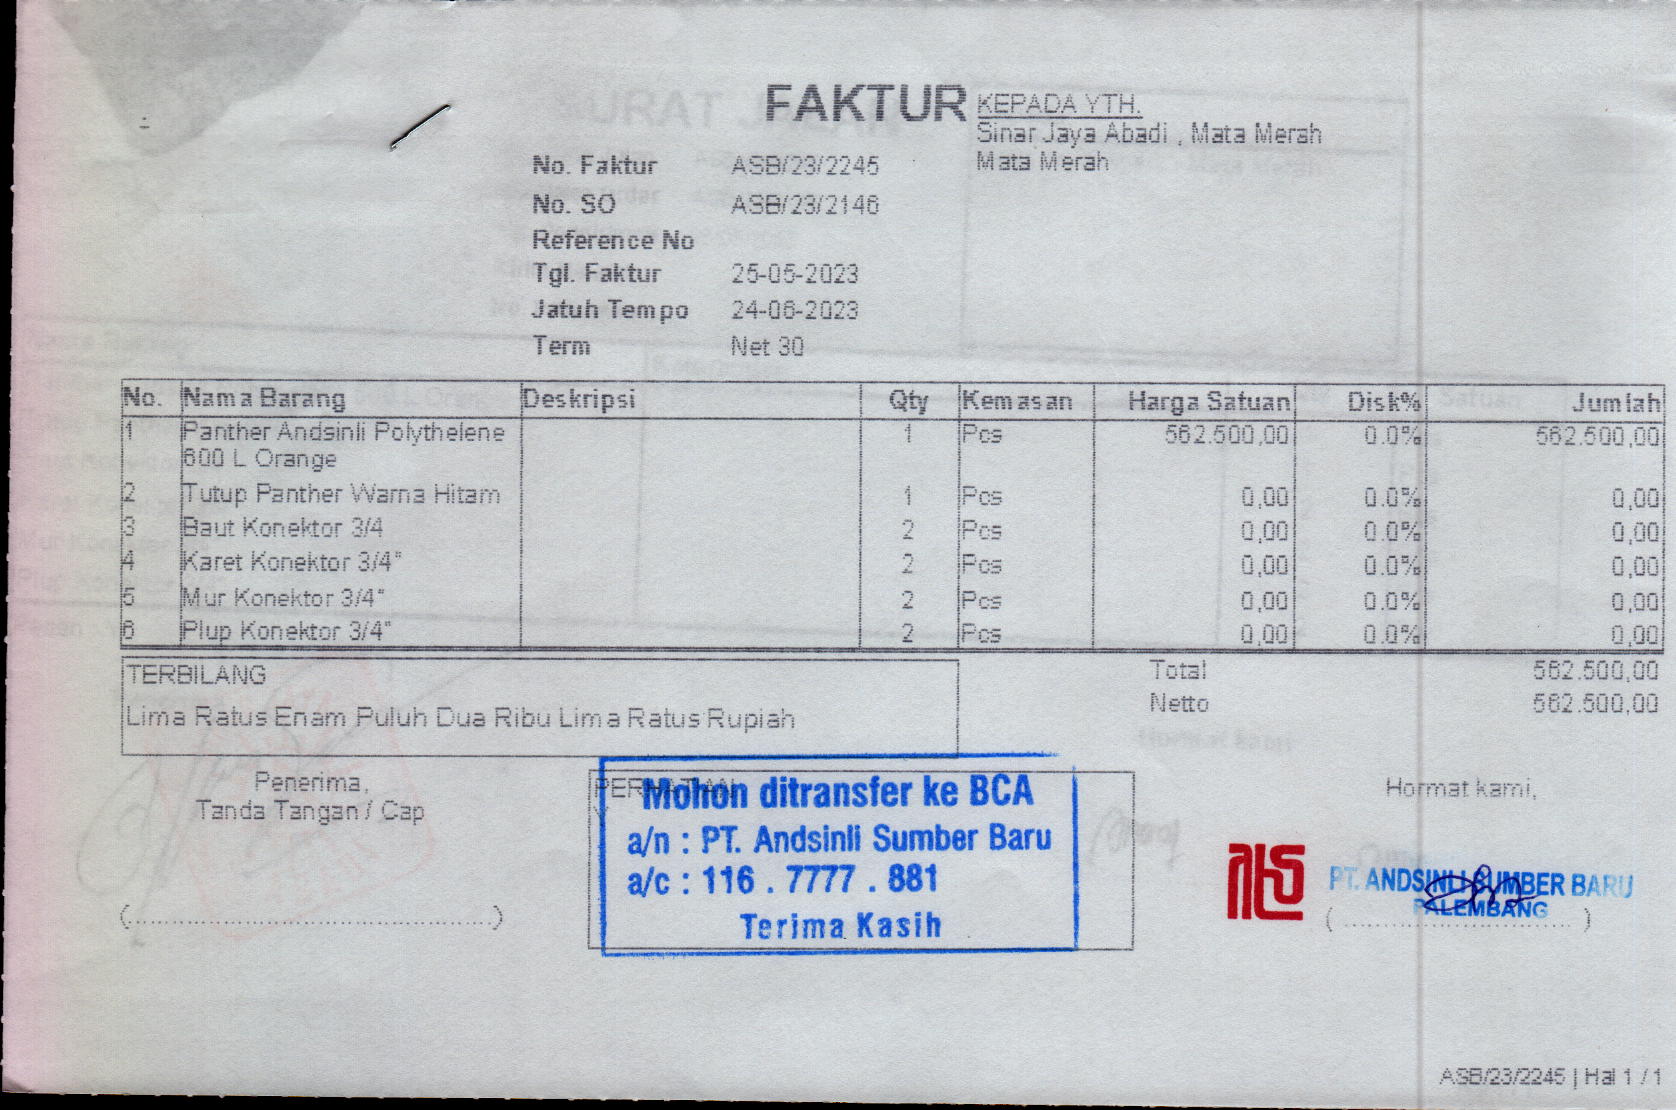 FAKTUR
KEPADA YTH.
Sinar Jaya Abadi , Mata Merah
Mata Merah
No. Faktur ASB/23/2245
No. SO ASB/23/2146
Reference No
Tgl. Faktur 25-05-2023
Jatuh Tempo 24-06-2023
Term Net 30
No. Nama Barang Deskripsi Qty Kemasan Harga Satuan Disk% Jumlah
1 Panther Andsinli Polythelene 1 Pcs 562.500,00 0.0% 562.500,00
600 L Orange
2 Tutup Panther Warna Hitam 1 Pcs 0,00 0.0% 0,00
3 Baut Konektor 3/4 2 Pcs 0,00 0.0% 0,00
4 Karet Konektor 3/4" 2 Pcs 0,00 0.0% 0,00
5 Mur Konektor 3/4" 2 Pcs 0,00 0.0% 0,00
6 Plup Konektor 3/4" 2 Pcs 0,00 0.0% 0,00
TERBILANG
Lima Ratus Enam Puluh Dua Ribu Lima Ratus Rupiah
Total 562.500,00
Netto 562.500,00
Penerima,
Tanda Tangan / Cap
(...........................................................)
PERHATIAN
Mohon ditransfer ke BCA
a/n : PT. Andsinli Sumber Baru
a/c : 116 . 7777 . 881
Terima Kasih
Hormat kami,
PT. ANDSINLI SUMBER BARU
PALEMBANG
( .................................... )
ASB/23/2245 | Hal 1 / 1